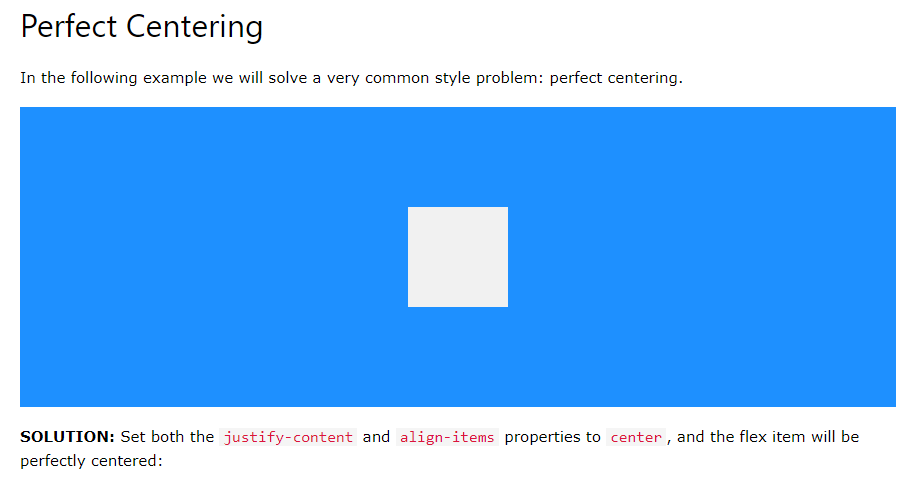 Perfect Centering
In the following example we will solve a very common style problem: perfect centering.
SOLUTION: Set both the justify-content and align-items properties to center, and the flex item will be
perfectly centered: